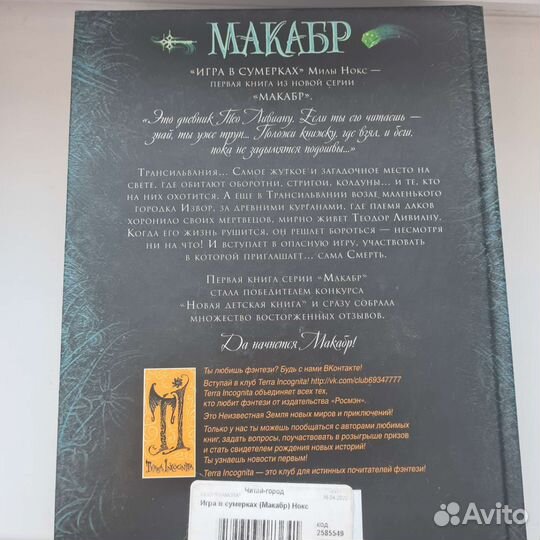 МАКАБР
«Игра в сумерках» Милы Нокс —
первая книга из новой серии
«Макабр».
«Это дневник Тео Ливиану. Если ты его читаешь —
знай, ты уже труп... Положи книжку, где взял, и беги,
пока не задымятся подошвы...»
Трансильвания... Самое жуткое и загадочное место на
свете, где обитают оборотни, стригои, колдуны... и те, кто
на них охотится. А еще в Трансильвании возле маленького
городка Извор, за древними курганами, где племя даков
хоронило своих мертвецов, мирно живет Теодор Ливиану.
Когда его жизнь рушится, он решает бороться — несмотря
ни на что! И вступает в опасную игру, участвовать
в которой приглашает... сама Смерть.
Первая книга серии «Макабр»
стала победителем конкурса
«Новая детская книга» и сразу собрала
множество восторженных отзывов.
Да начнется Макабр!
Ты любишь фэнтези? Будь с нами ВКонтакте!
Вступай в клуб Terra Incognita! http://vk.com/club69347777
Terra Incognita объединяет всех тех,
кто любит фэнтези от издательства «Росмэн».
Это Неизвестная Земля новых миров и приключений!
Только у нас ты можешь пообщаться с авторами любимых
книг, задать вопросы, поучаствовать в розыгрыше призов
и стать свидетелем рождения новых историй!
Ты узнаешь новости первым!
Terra Incognita — это клуб для истинных почитателей фэнтези!
Terra Incognita
Читай-город
Игра в сумерках (Макабр) Нокс
КОД
2585549
Avito